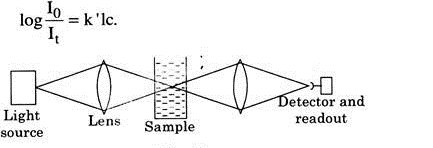 log I₀/Iₜ = k'lc.
Light source
Lens
Sample
Detector and readout